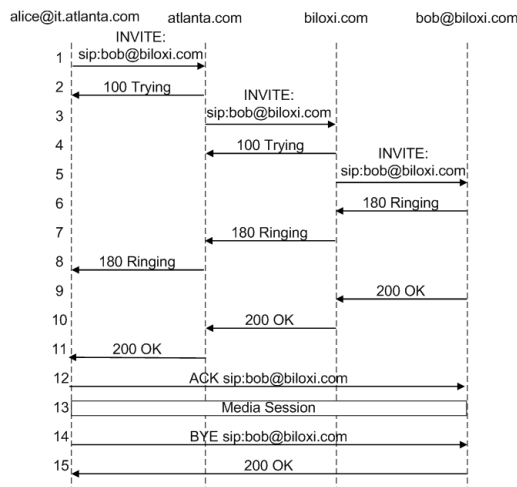 alice@it.atlanta.com atlanta.com biloxi.com bob@biloxi.com
INVITE:
1 sip:bob@biloxi.com
2 100 Trying
INVITE:
3 sip:bob@biloxi.com
4 100 Trying
INVITE:
5 sip:bob@biloxi.com
6 180 Ringing
7 180 Ringing
8 180 Ringing
9 200 OK
10 200 OK
11 200 OK
12 ACK sip:bob@biloxi.com
13 Media Session
14 BYE sip:bob@biloxi.com
15 200 OK